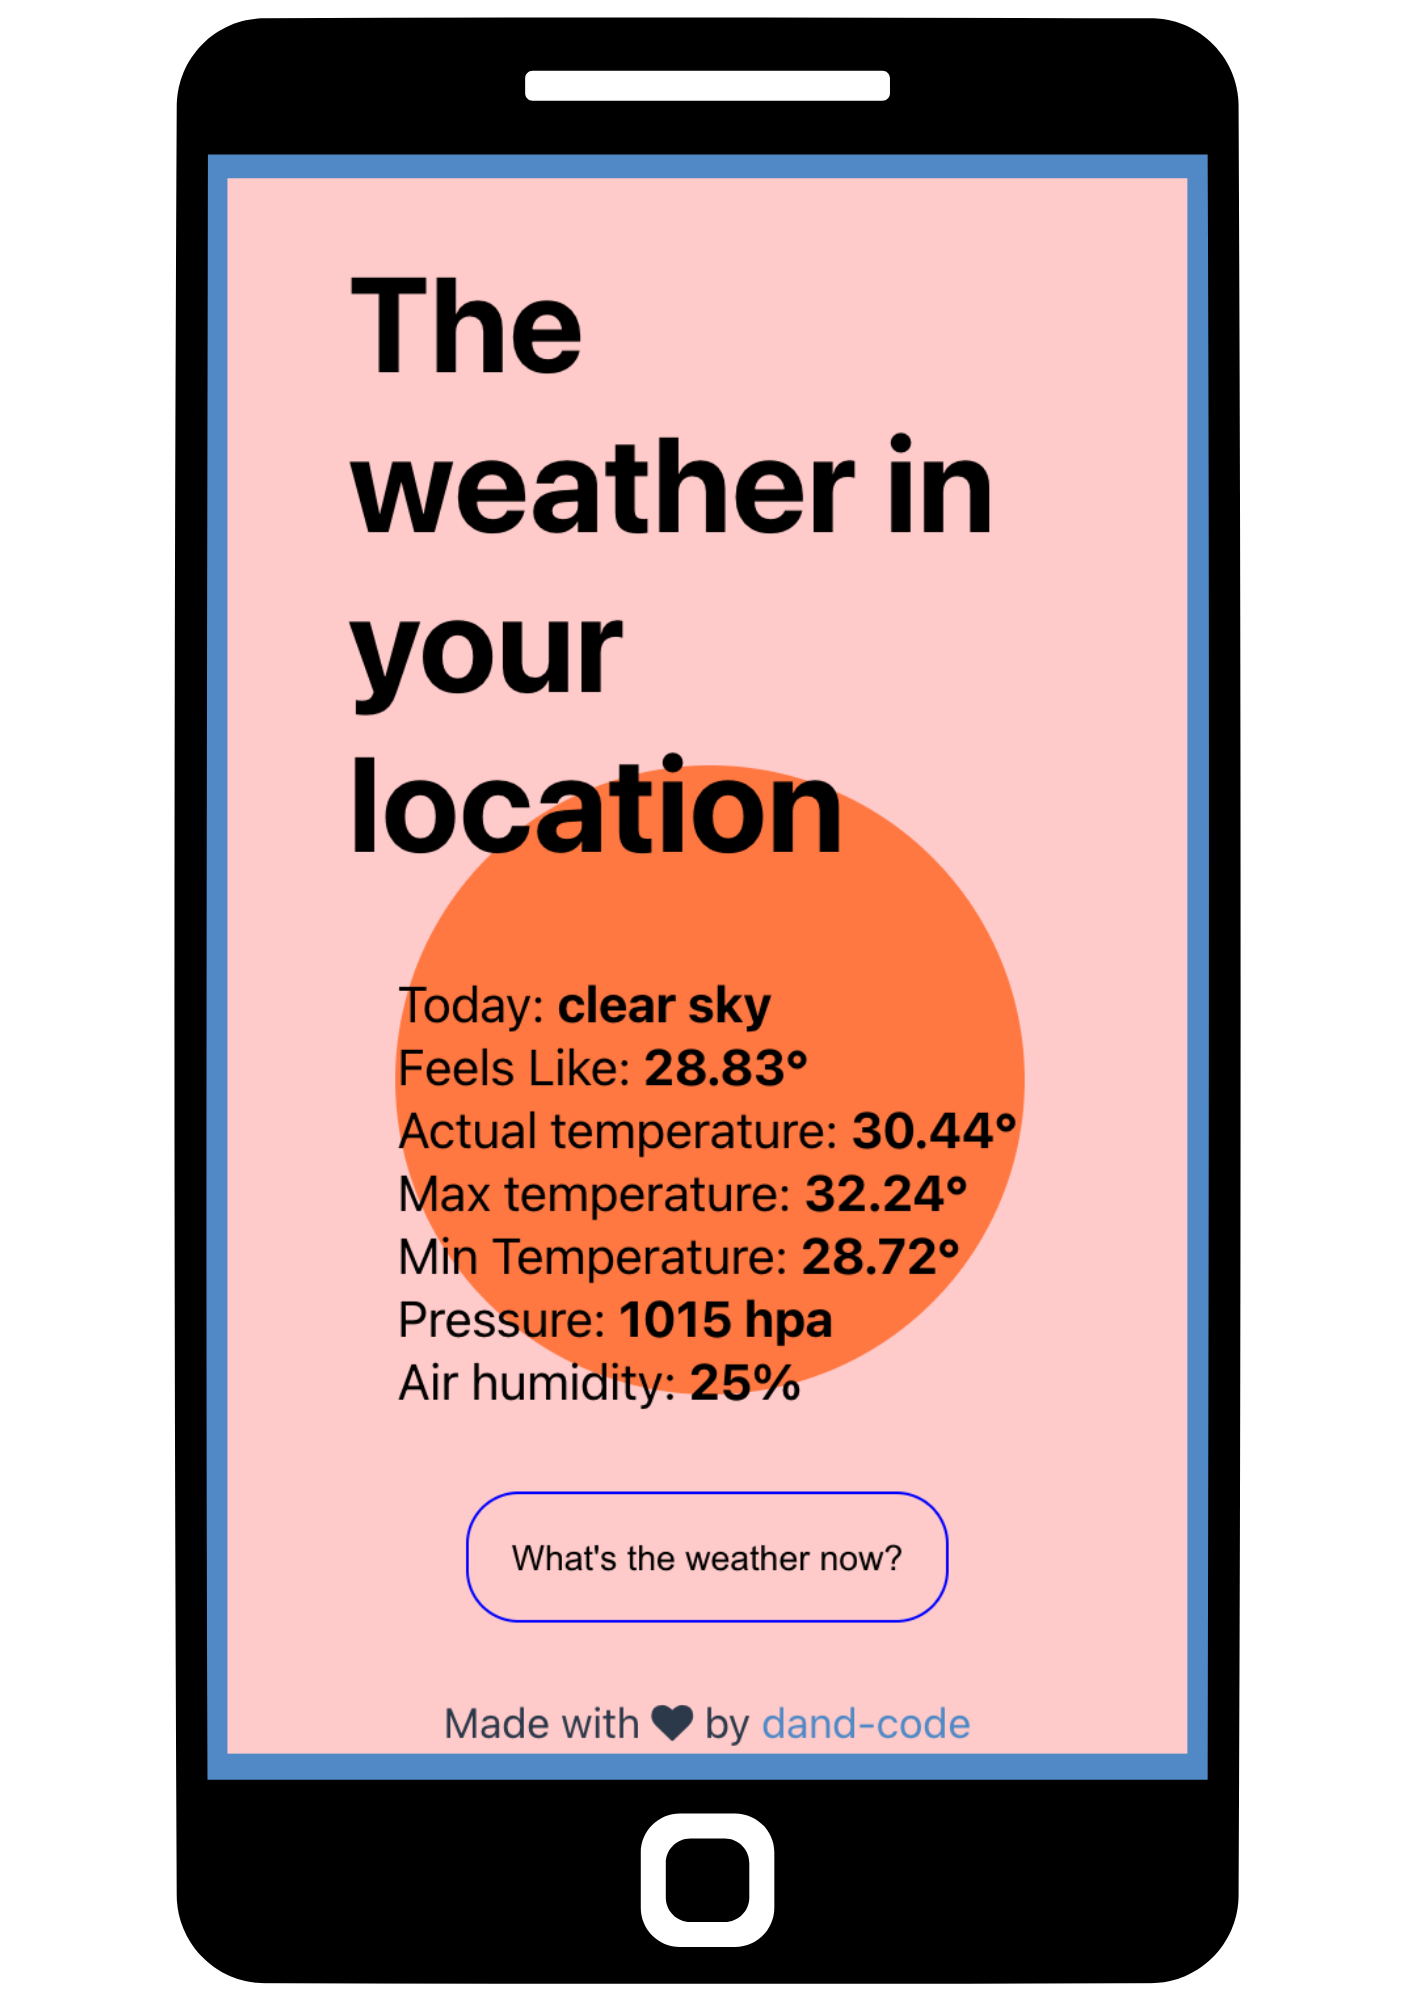 The
weather in
your
location
Today: clear sky
Feels Like: 28.83°
Actual temperature: 30.44°
Max temperature: 32.24°
Min Temperature: 28.72°
Pressure: 1015 hpa
Air humidity: 25%
What's the weather now?
Made with ♥ by dand-code